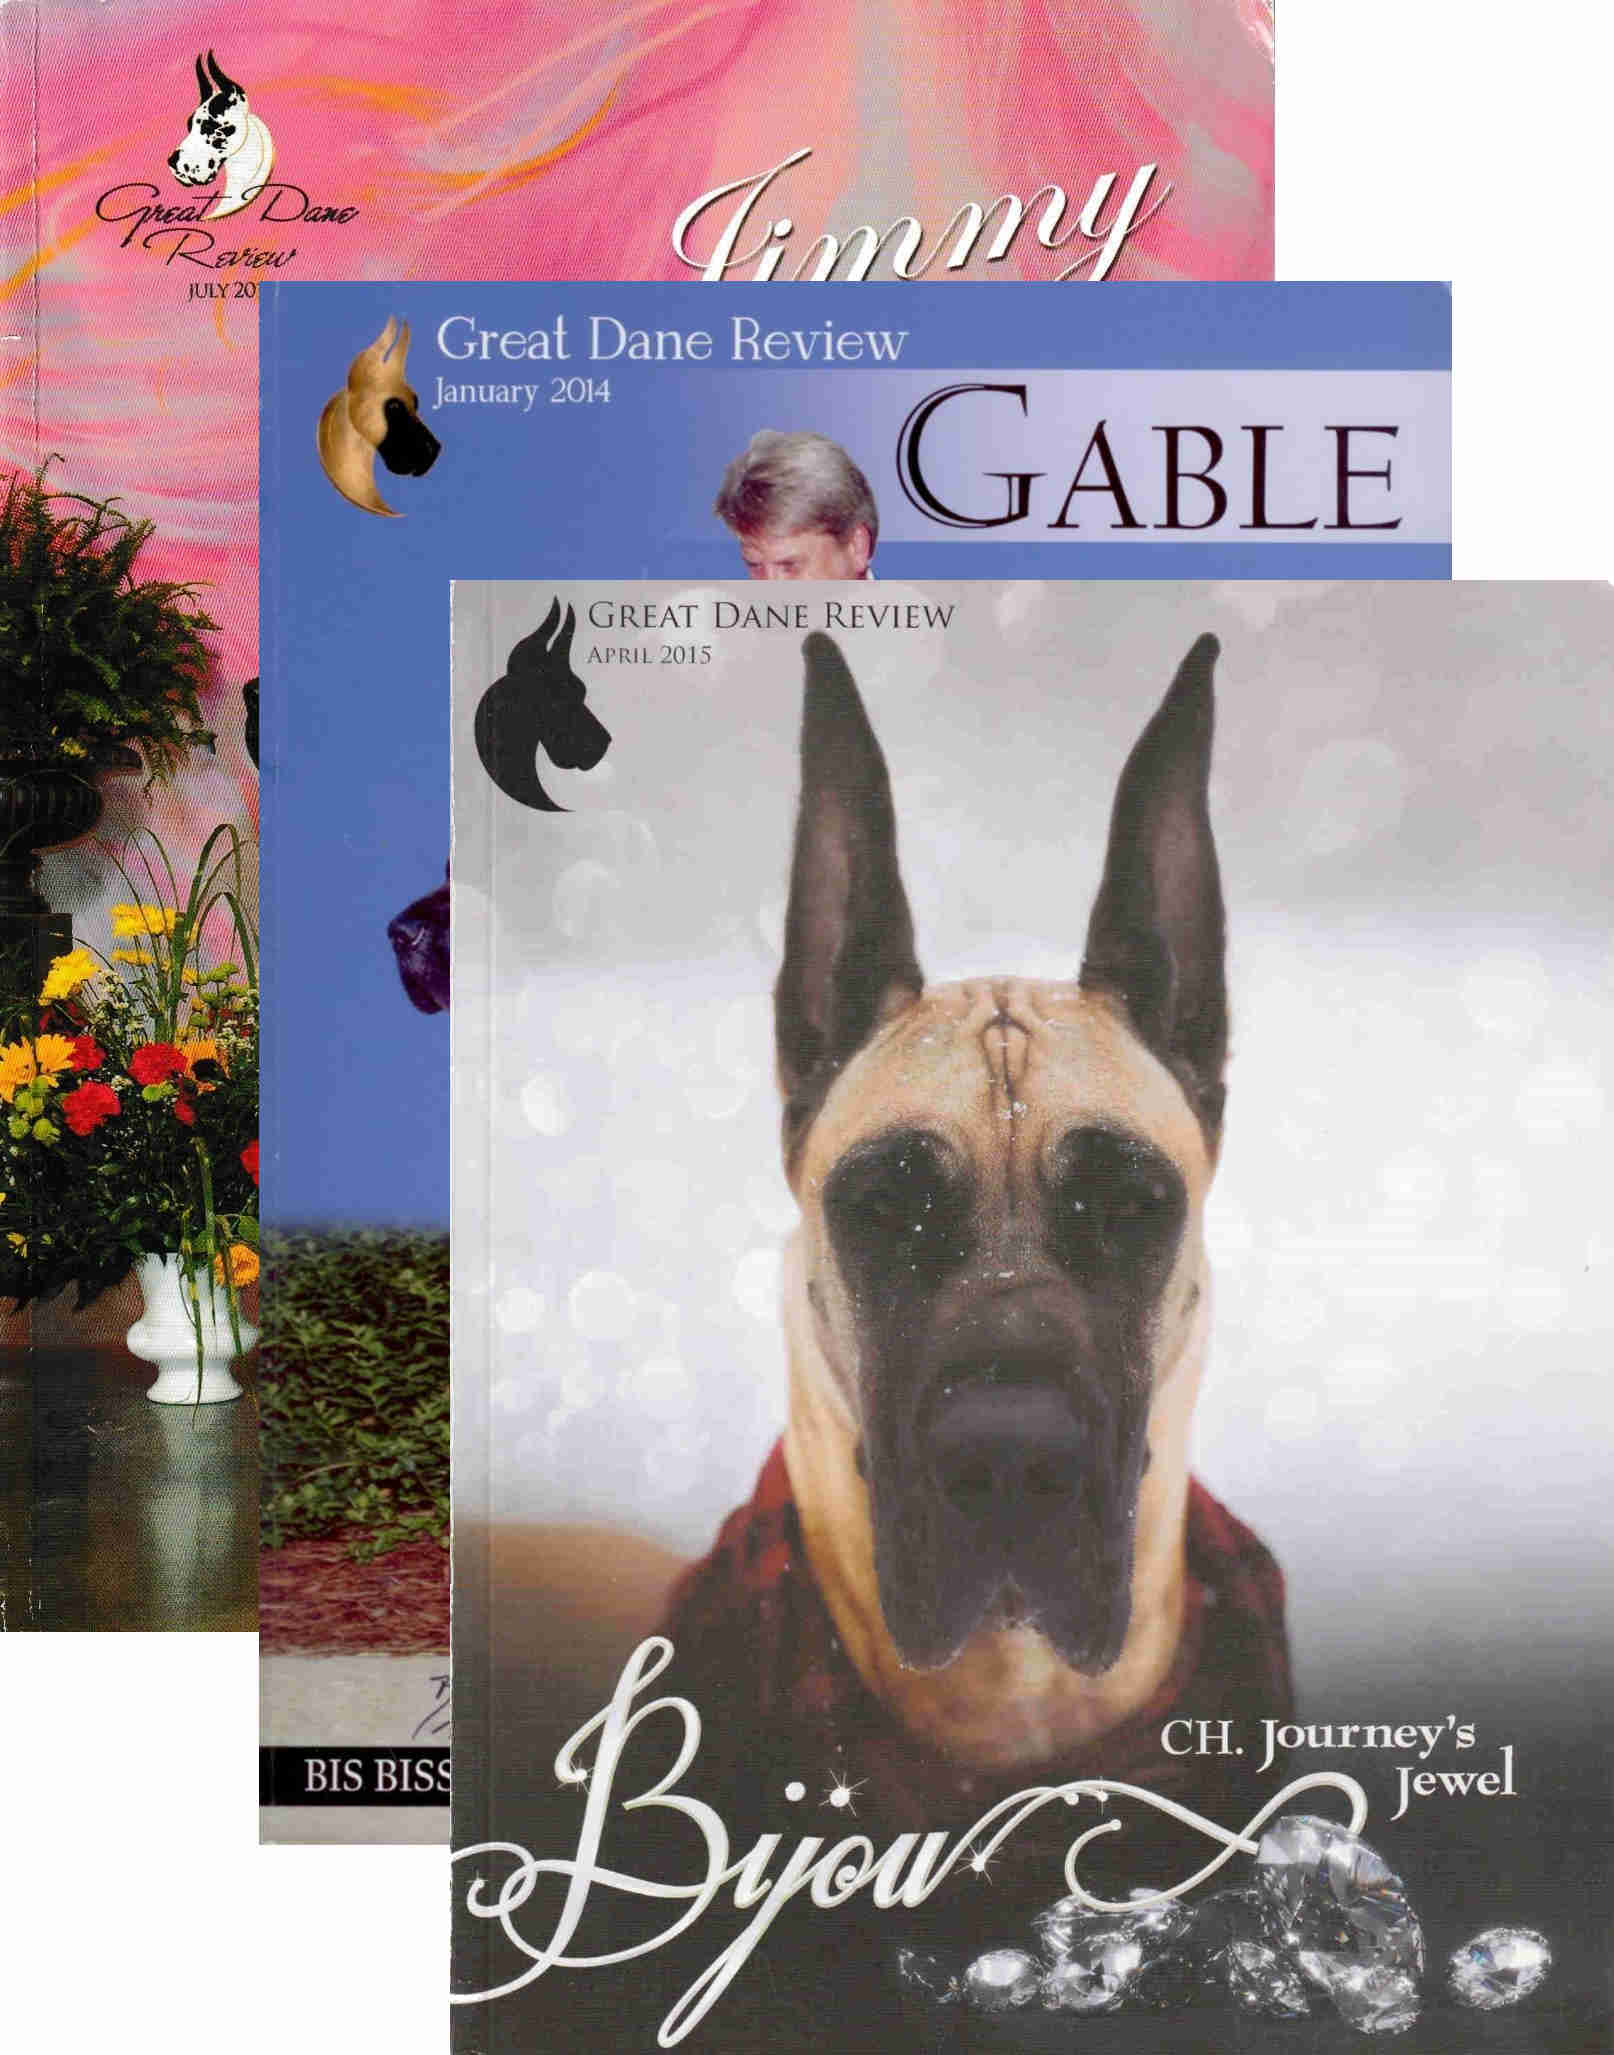 Great Dane
Review
JULY 20
Jimmy
Great Dane Review
January 2014
GABLE
BIS BISS
GREAT DANE REVIEW
APRIL 2015
CH. Journey's
Jewel
Bijou